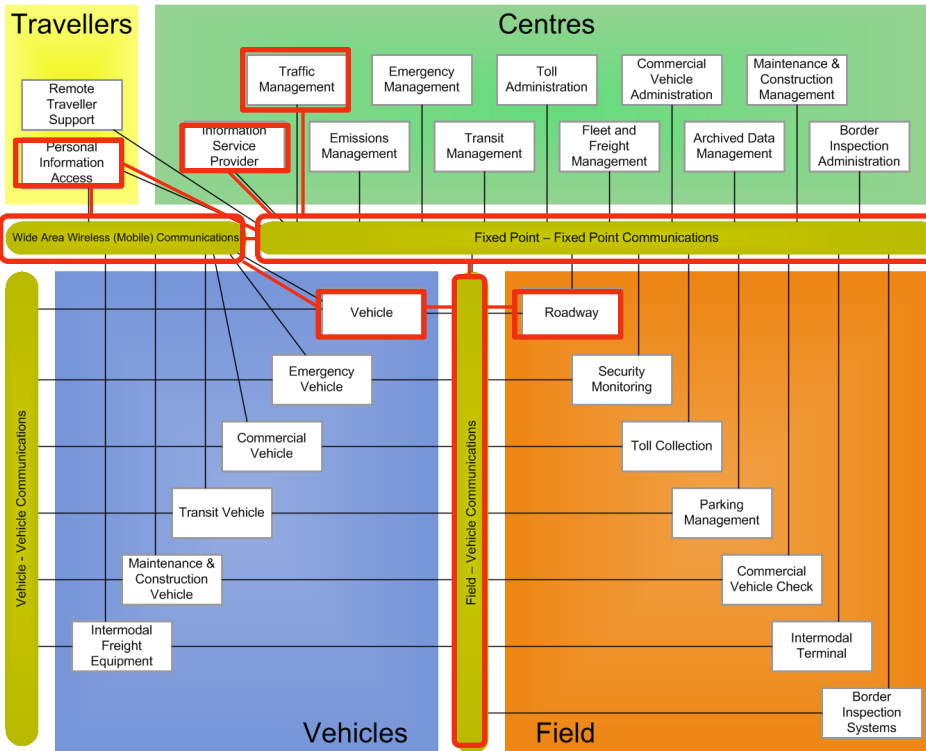 Travellers
Centres
Remote
Traveller
Support
Personal
Information
Access
Traffic
Management
Emergency
Management
Toll
Administration
Commercial
Vehicle
Administration
Maintenance &
Construction
Management
Information
Service
Provider
Emissions
Management
Transit
Management
Fleet and
Freight
Management
Archived Data
Management
Border
Inspection
Administration
Wide Area Wireless (Mobile) Communications
Fixed Point – Fixed Point Communications
Vehicle - Vehicle Communications
Vehicle
Emergency
Vehicle
Commercial
Vehicle
Transit Vehicle
Maintenance &
Construction
Vehicle
Intermodal
Freight
Equipment
Vehicles
Field – Vehicle Communications
Roadway
Security
Monitoring
Toll Collection
Parking
Management
Commercial
Vehicle Check
Intermodal
Terminal
Border
Inspection
Systems
Field